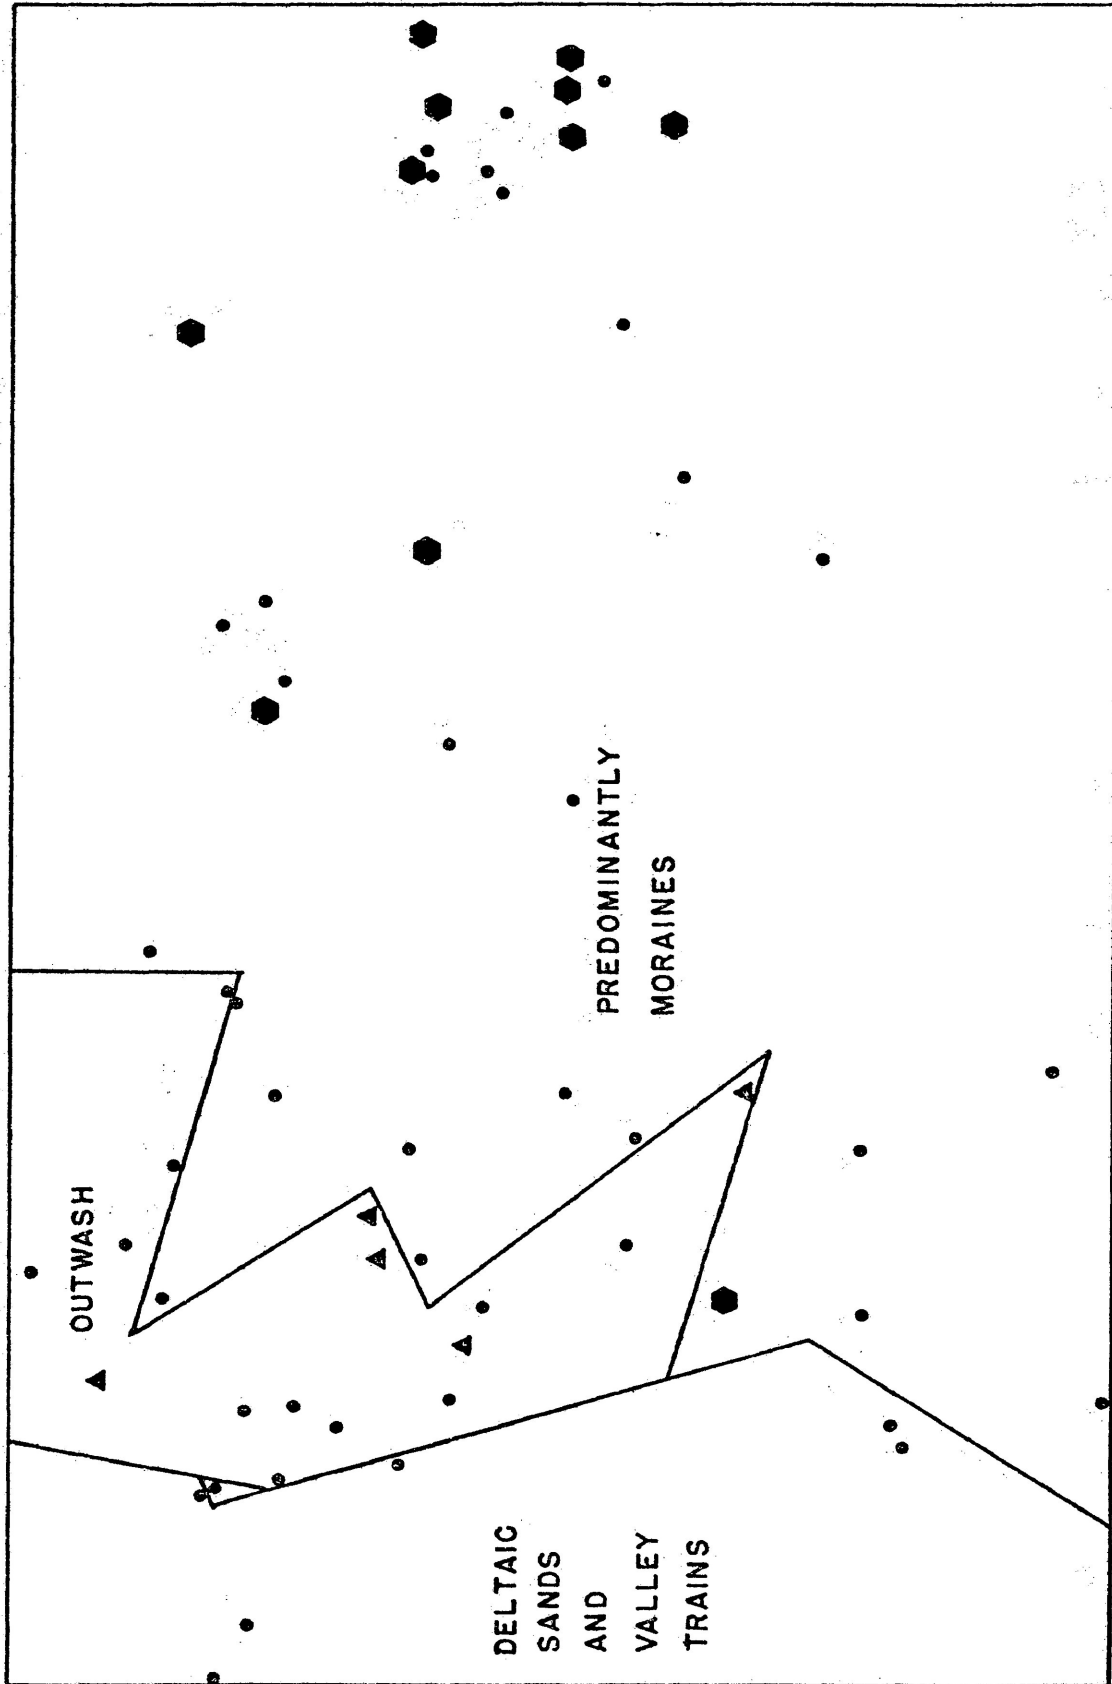 OUTWASH
PREDOMINANTLY
MORAINES
DELTAIC
SANDS
AND
VALLEY
TRAINS